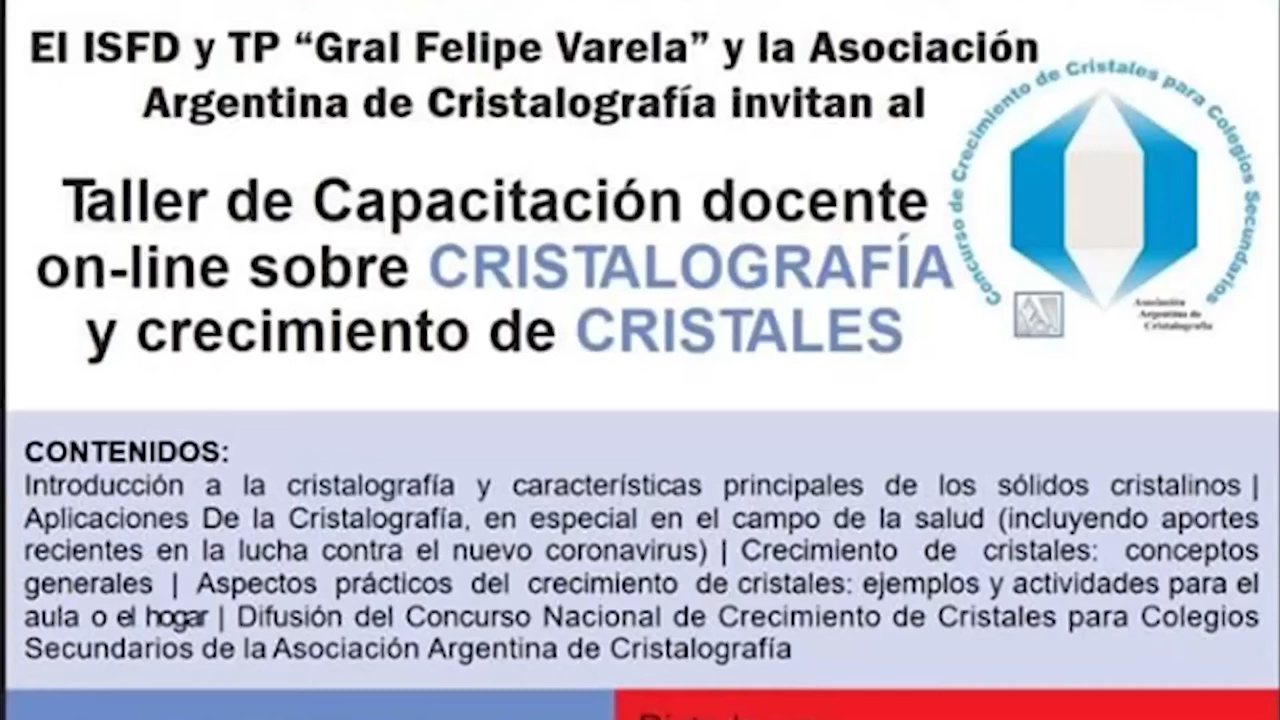 El ISFD y TP “Gral Felipe Varela” y la Asociación
Argentina de Cristalografía invitan al
Taller de Capacitación docente
on-line sobre CRISTALOGRAFÍA
y crecimiento de CRISTALES
Concurso de Crecimiento de Cristales para Colegios Secundarios
Asociación
Argentina de
Cristalografía
CONTENIDOS:
Introducción a la cristalografía y características principales de los sólidos cristalinos |
Aplicaciones De la Cristalografía, en especial en el campo de la salud (incluyendo aportes
recientes en la lucha contra el nuevo coronavirus) | Crecimiento de cristales: conceptos
generales | Aspectos prácticos del crecimiento de cristales: ejemplos y actividades para el
aula o el hogar | Difusión del Concurso Nacional de Crecimiento de Cristales para Colegios
Secundarios de la Asociación Argentina de Cristalografía